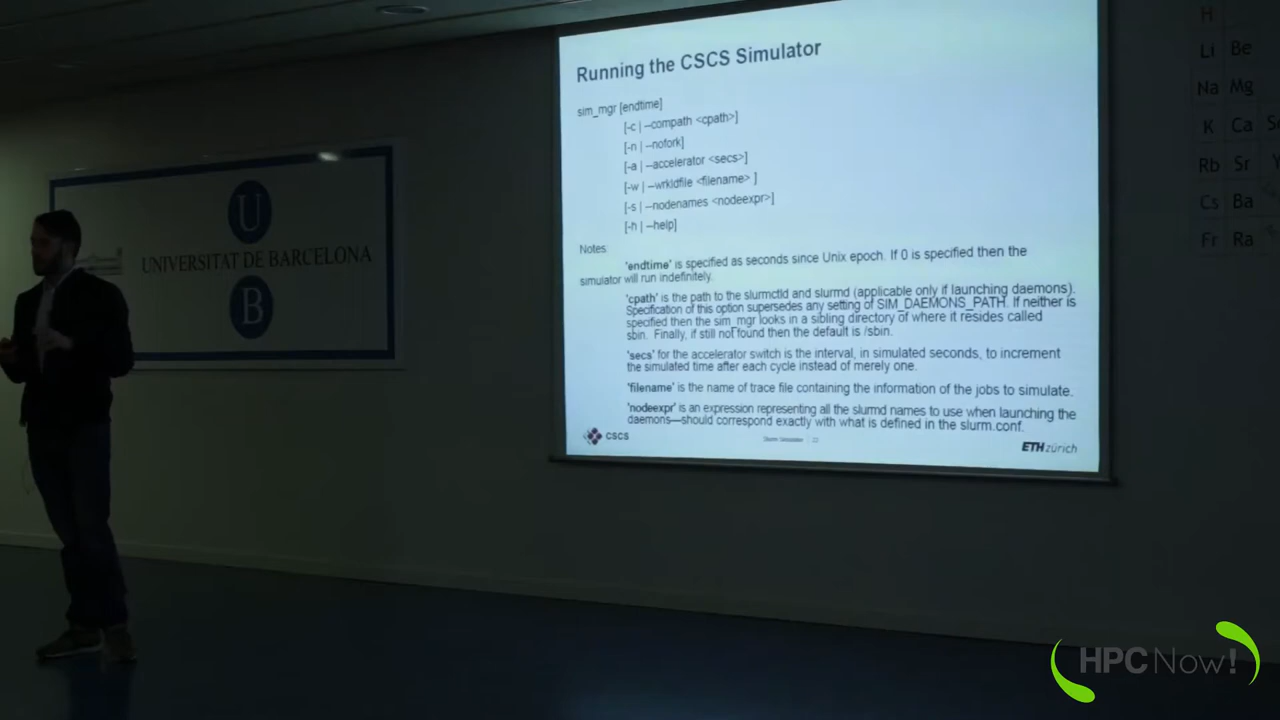 Running the CSCS Simulator
sim_mgr [endtime]
[-c | --compath <cpath>]
[-n | --nofork]
[-a | --accelerator <secs>]
[-w | --wrkldfile <filename> ]
[-s | --nodenames <nodeexpr>]
[-h | --help]
Notes:
'endtime' is specified as seconds since Unix epoch. If 0 is specified then the
simulator will run indefinitely.
'cpath' is the path to the slurmctld and slurmd (applicable only if launching daemons).
Specification of this option supersedes any setting of SIM_DAEMONS_PATH. If neither is
specified then the sim_mgr looks in a sibling directory of where it resides called
sbin. Finally, if still not found then the default is /sbin.
'secs' for the accelerator switch is the interval, in simulated seconds, to increment
the simulated time after each cycle instead of merely one.
'filename' is the name of trace file containing the information of the jobs to simulate.
'nodeexpr' is an expression representing all the slurmd names to use when launching the
daemons—should correspond exactly with what is defined in the slurm.conf.
CSCS
Slurm Simulator
ETH zürich
U
UNIVERSITAT DE BARCELONA
B
H
Li Be
Na Mg
K Ca
Rb Sr
Cs Ba
Fr Ra
HPCNow!